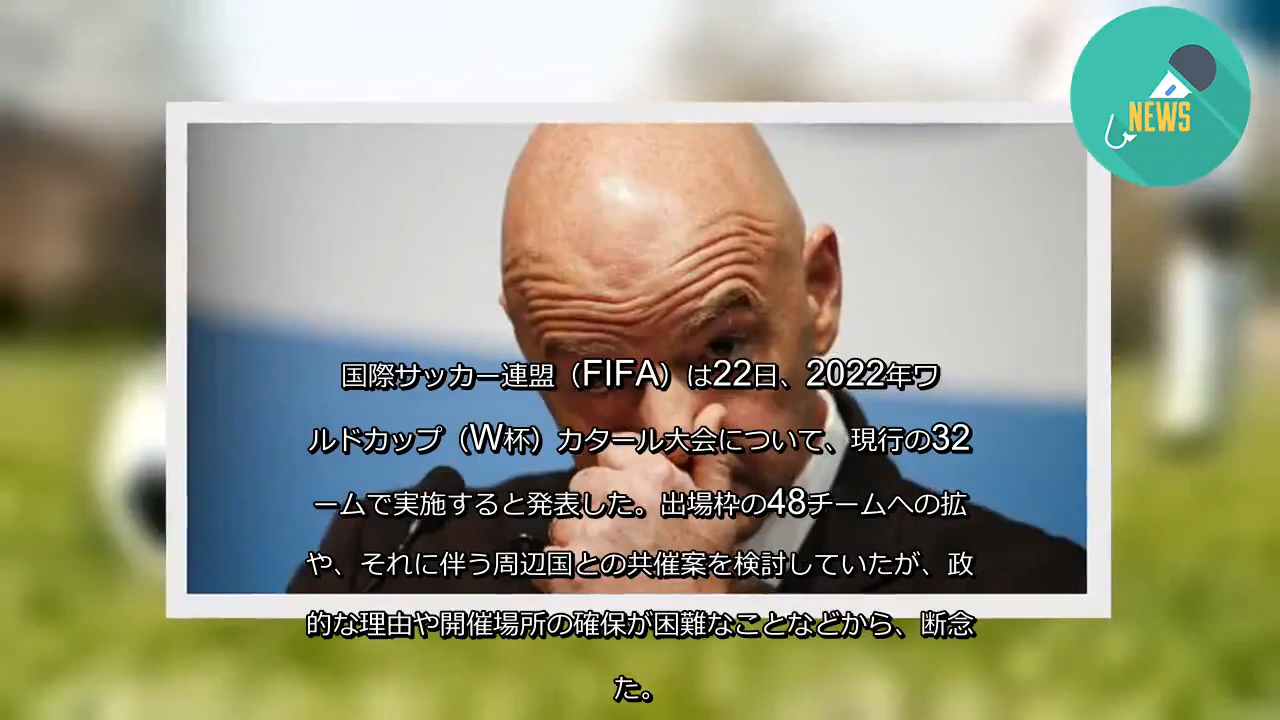 NEWS
国際サッカー連盟（FIFA）は22日、2022年ワ
ルドカップ（W杯）カタール大会について、現行の32
ームで実施すると発表した。出場枠の48チームへの拡
や、それに伴う周辺国との共催案を検討していたが、政
的な理由や開催場所の確保が困難なことなどから、断念
た。